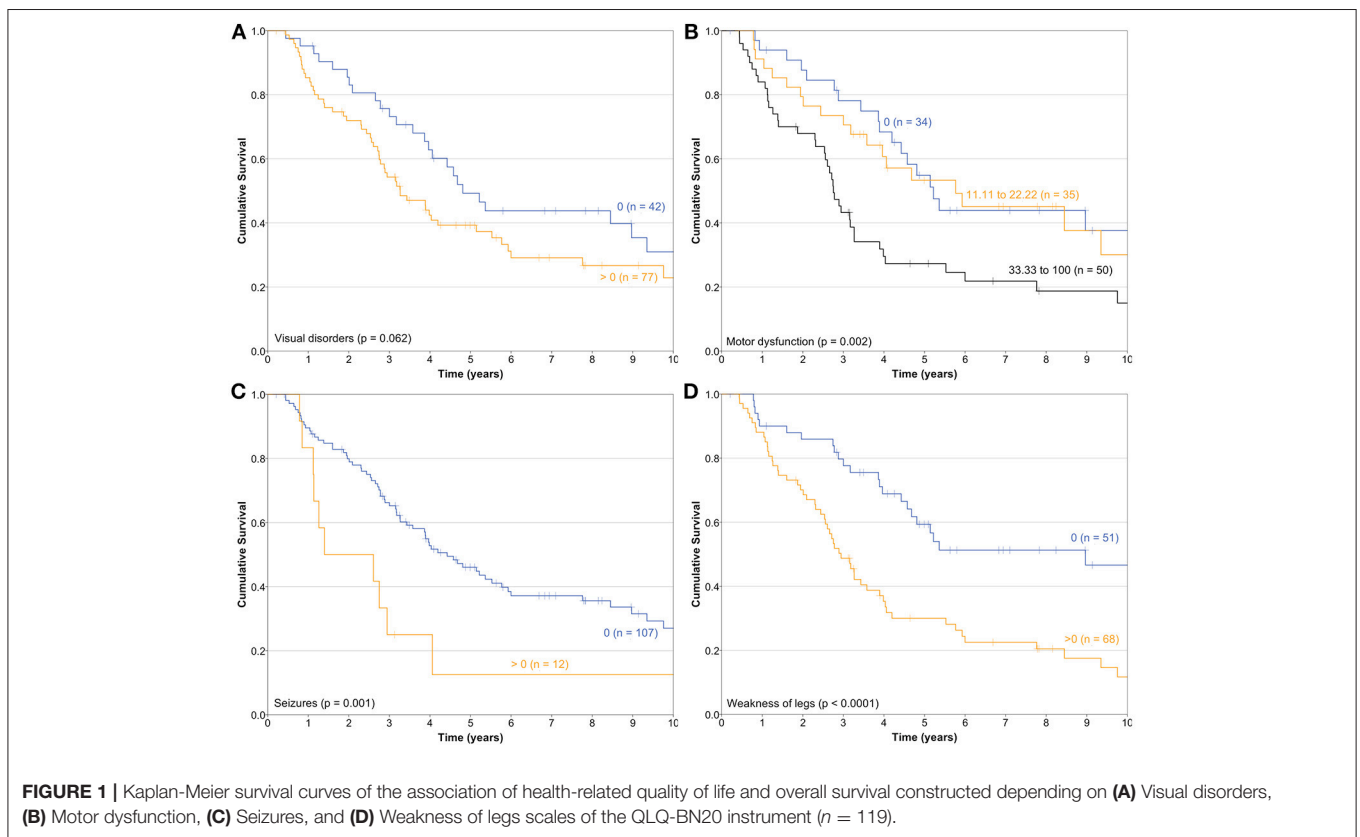 A
Cumulative Survival
1.0
0.8
0.6
0.4
0.2
0.0
0 (n = 42)
> 0 (n = 77)
Visual disorders (p = 0.062)
0 1 2 3 4 5 6 7 8 9 10
Time (years)
B
Cumulative Survival
1.0
0.8
0.6
0.4
0.2
0.0
0 (n = 34)
11.11 to 22.22 (n = 35)
33.33 to 100 (n = 50)
Motor dysfunction (p = 0.002)
0 1 2 3 4 5 6 7 8 9 10
Time (years)
C
Cumulative Survival
1.0
0.8
0.6
0.4
0.2
0.0
0 (n = 107)
> 0 (n = 12)
Seizures (p = 0.001)
0 1 2 3 4 5 6 7 8 9 10
Time (years)
D
Cumulative Survival
1.0
0.8
0.6
0.4
0.2
0.0
0 (n = 51)
>0 (n = 68)
Weakness of legs (p < 0.0001)
0 1 2 3 4 5 6 7 8 9 10
Time (years)
FIGURE 1 | Kaplan-Meier survival curves of the association of health-related quality of life and overall survival constructed depending on (A) Visual disorders,
(B) Motor dysfunction, (C) Seizures, and (D) Weakness of legs scales of the QLQ-BN20 instrument (n = 119).